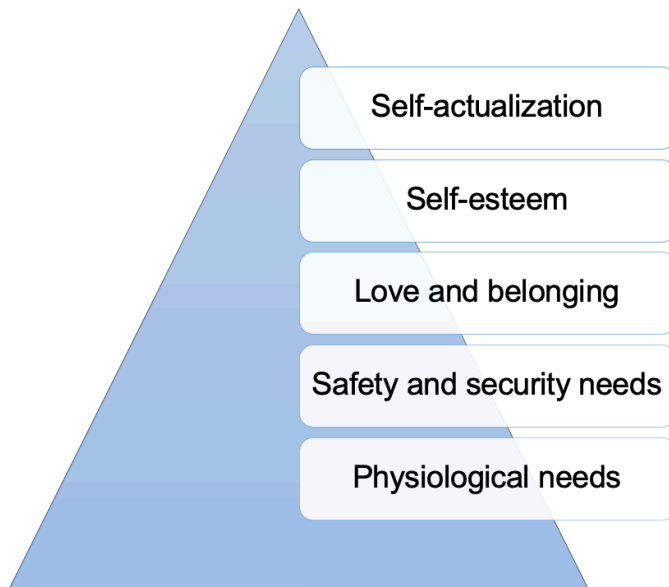 Self-actualization
Self-esteem
Love and belonging
Safety and security needs
Physiological needs